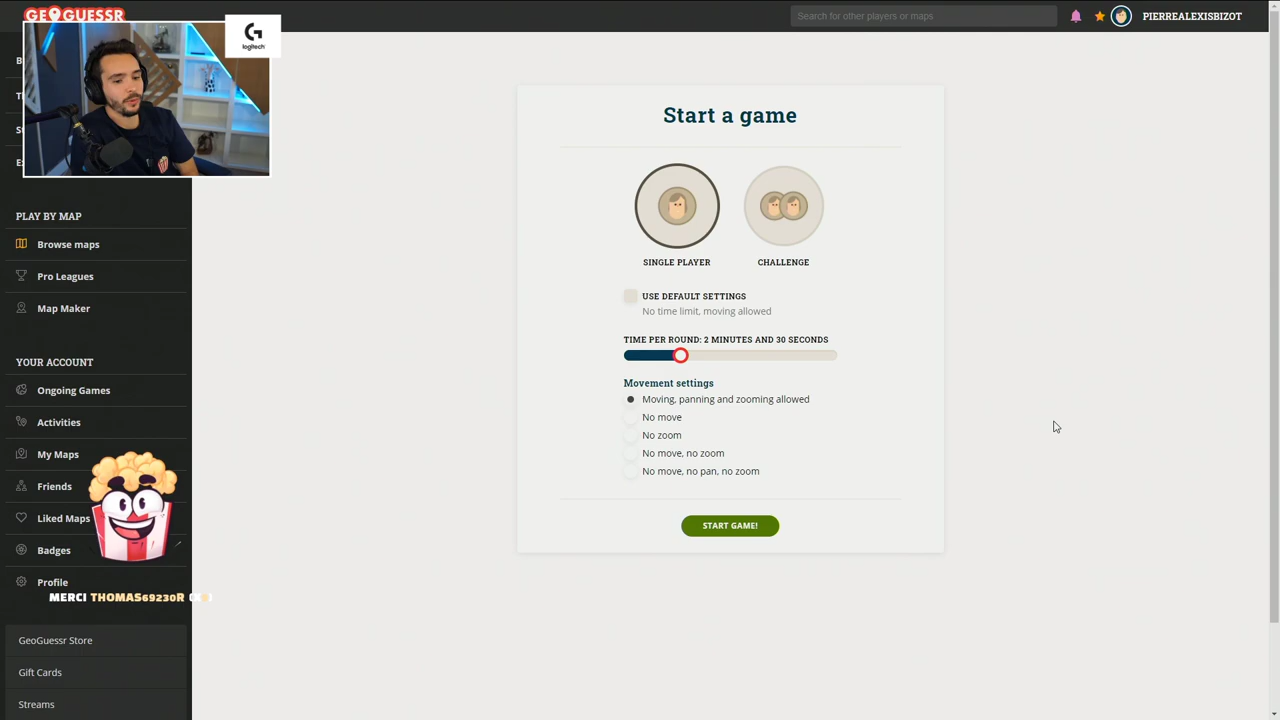 GEOGUESSR
logitech
Search for other players or maps
PIERREALEXISBIZOT
PLAY BY MAP
Browse maps
Pro Leagues
Map Maker
YOUR ACCOUNT
Ongoing Games
Activities
My Maps
Friends
Liked Maps
Badges
Profile
MERCI THOMAS69230R
GeoGuessr Store
Gift Cards
Streams
Start a game
SINGLE PLAYER
CHALLENGE
USE DEFAULT SETTINGS
No time limit, moving allowed
TIME PER ROUND: 2 MINUTES AND 30 SECONDS
Movement settings
Moving, panning and zooming allowed
No move
No zoom
No move, no zoom
No move, no pan, no zoom
START GAME!